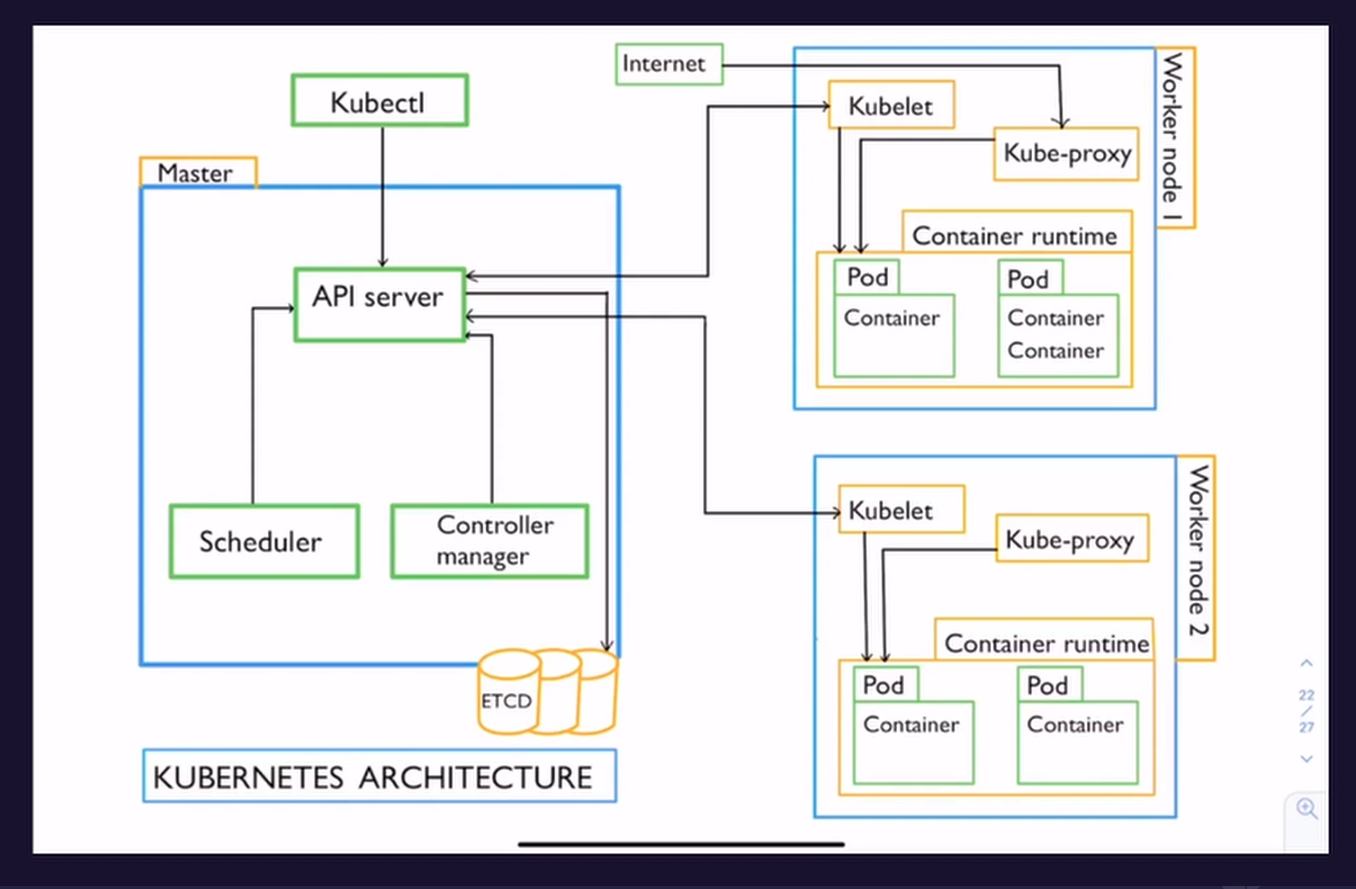 Internet
Kubectl
Master
API server
Scheduler
Controller
manager
ETCD
KUBERNETES ARCHITECTURE
Worker node 1
Kubelet
Kube-proxy
Container runtime
Pod
Container
Pod
Container
Container
Worker node 2
Kubelet
Kube-proxy
Container runtime
Pod
Container
Pod
Container
22
/
27